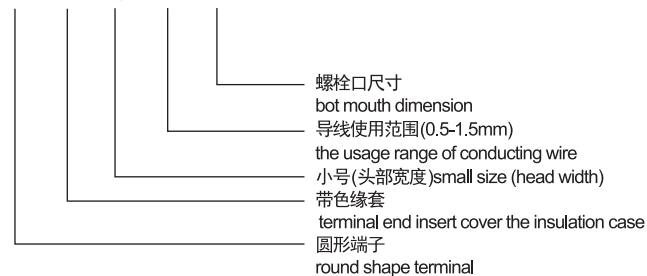 螺栓口尺寸
bot mouth dimension
导线使用范围(0.5-1.5mm)
the usage range of conducting wire
小号(头部宽度)small size (head width)
带色缘套
terminal end insert cover the insulation case
圆形端子
round shape terminal